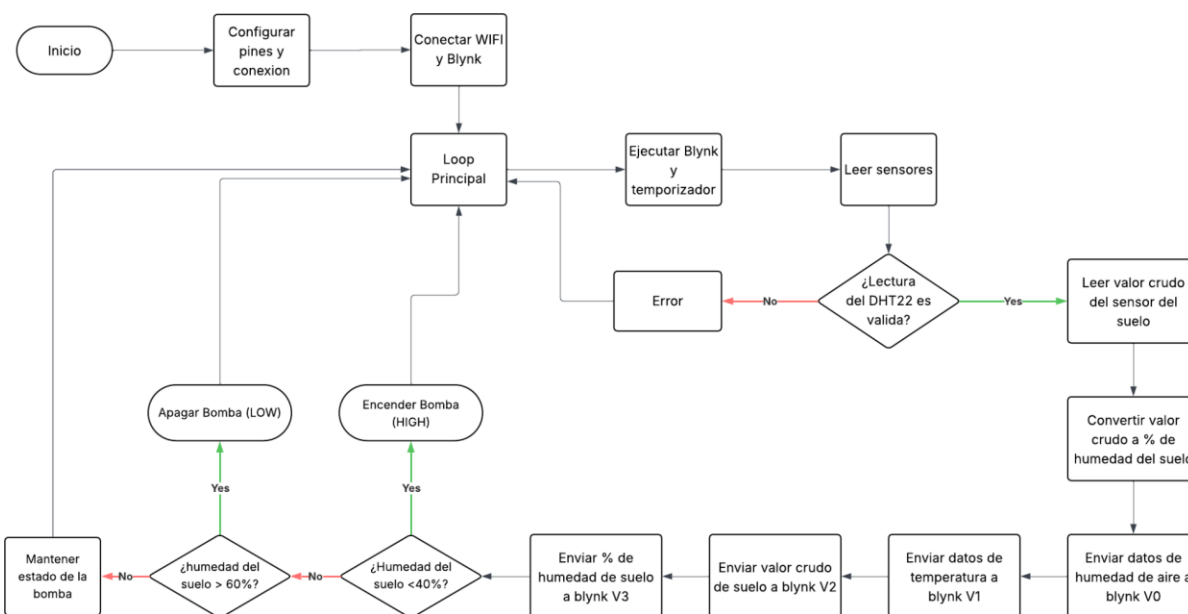 Inicio
Configurar
pines y
conexion
Conectar WIFI
y Blynk
Loop
Principal
Ejecutar Blynk
y
temporizador
Leer sensores
¿Lectura
del DHT22 es
valida?
No
Error
Yes
Leer valor crudo
del sensor del
suelo
Convertir valor
crudo a % de
humedad del suelo
Enviar datos de
humedad de aire a
blynk V0
Enviar datos de
temperatura a
blynk V1
Enviar valor crudo
de suelo a blynk V2
Enviar % de
humedad de suelo
a blynk V3
¿Humedad del
suelo <40%?
Yes
Encender Bomba
(HIGH)
No
¿humedad del
suelo > 60%?
Yes
Apagar Bomba (LOW)
No
Mantener
estado de la
bomba